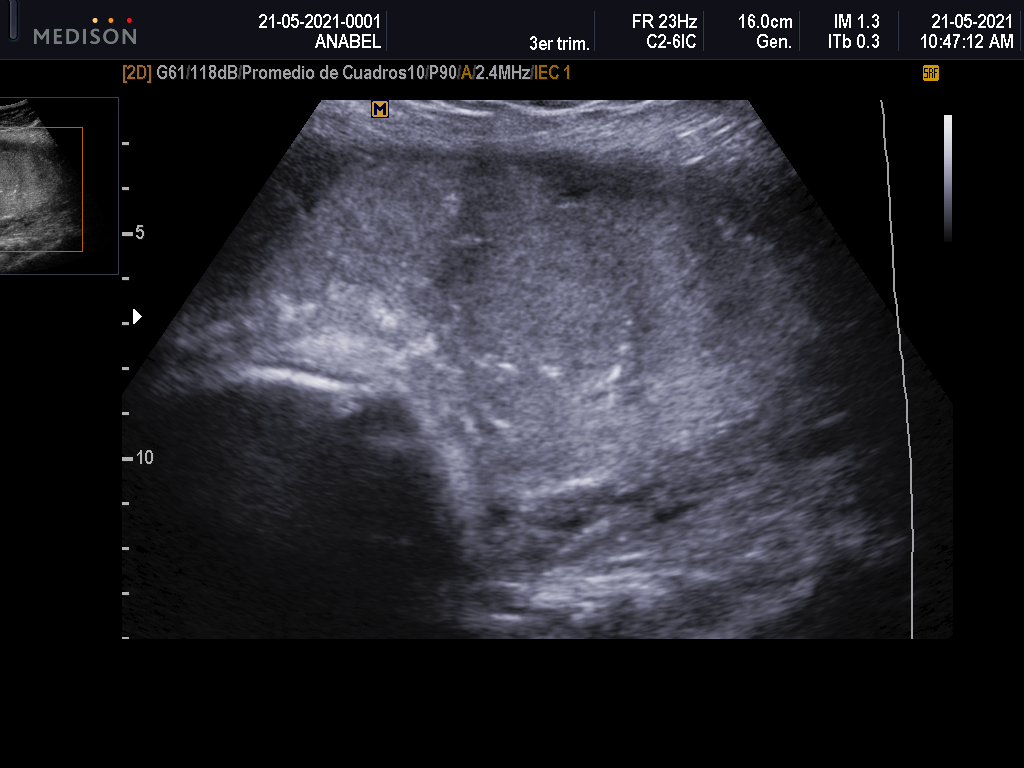 MEDISON
21-05-2021-0001
ANABEL
3er trim.
FR 23Hz
C2-6IC
16.0cm
Gen.
IM 1.3
ITb 0.3
21-05-2021
10:47:12 AM
[2D] G61/118dB/Promedio de Cuadros10/P90/A/2.4MHz/IEC 1
SRF
M
5
10